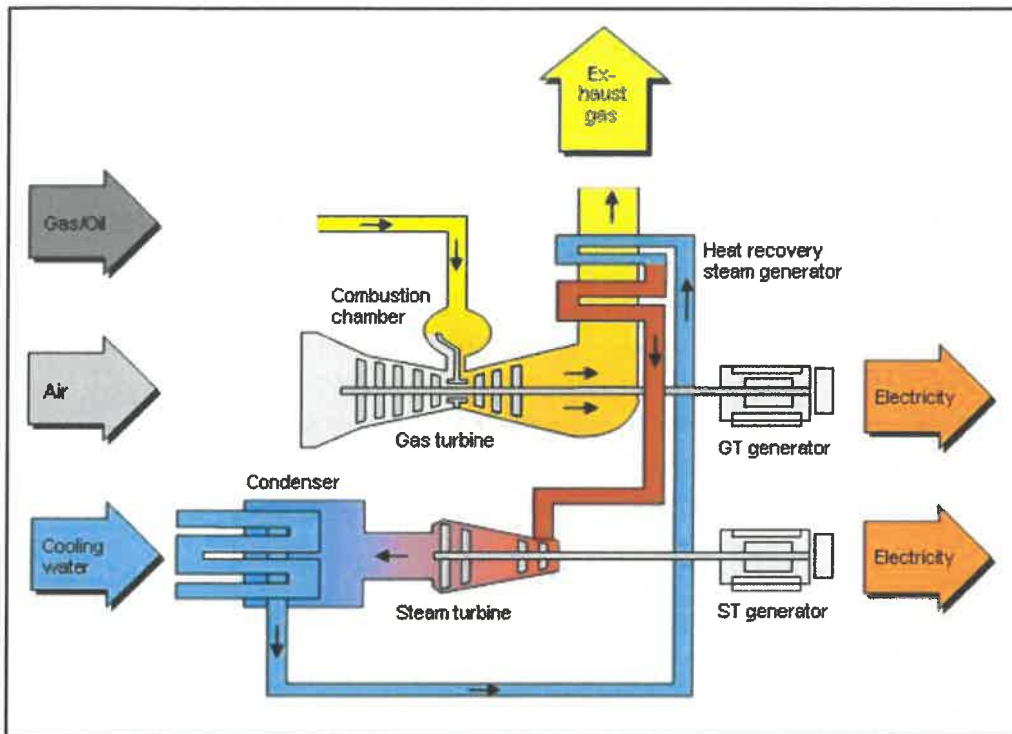 Ex-
haust
gas
Gas/Oil
Heat recovery
steam generator
Combustion
chamber
Air
Electricity
Gas turbine
GT generator
Condenser
Cooling
water
Electricity
Steam turbine
ST generator